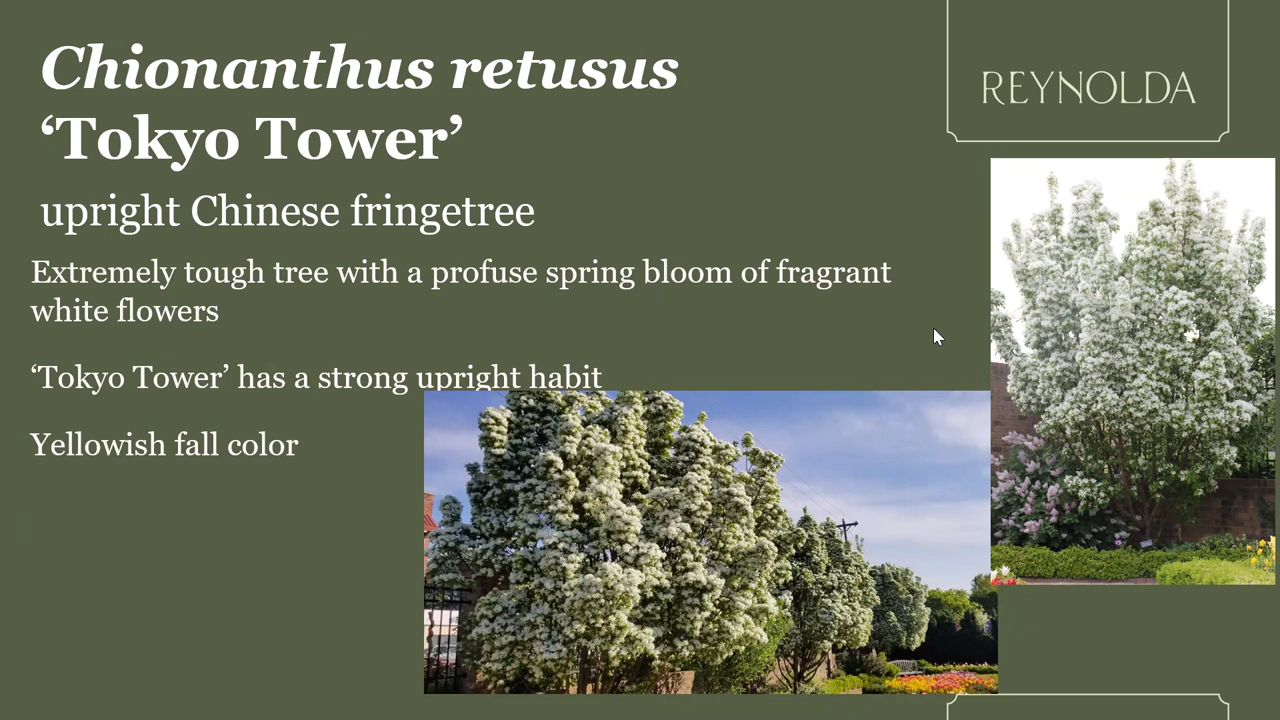 Chionanthus retusus
‘Tokyo Tower’
upright Chinese fringetree
Extremely tough tree with a profuse spring bloom of fragrant
white flowers
‘Tokyo Tower’ has a strong upright habit
Yellowish fall color
REYNOLDA